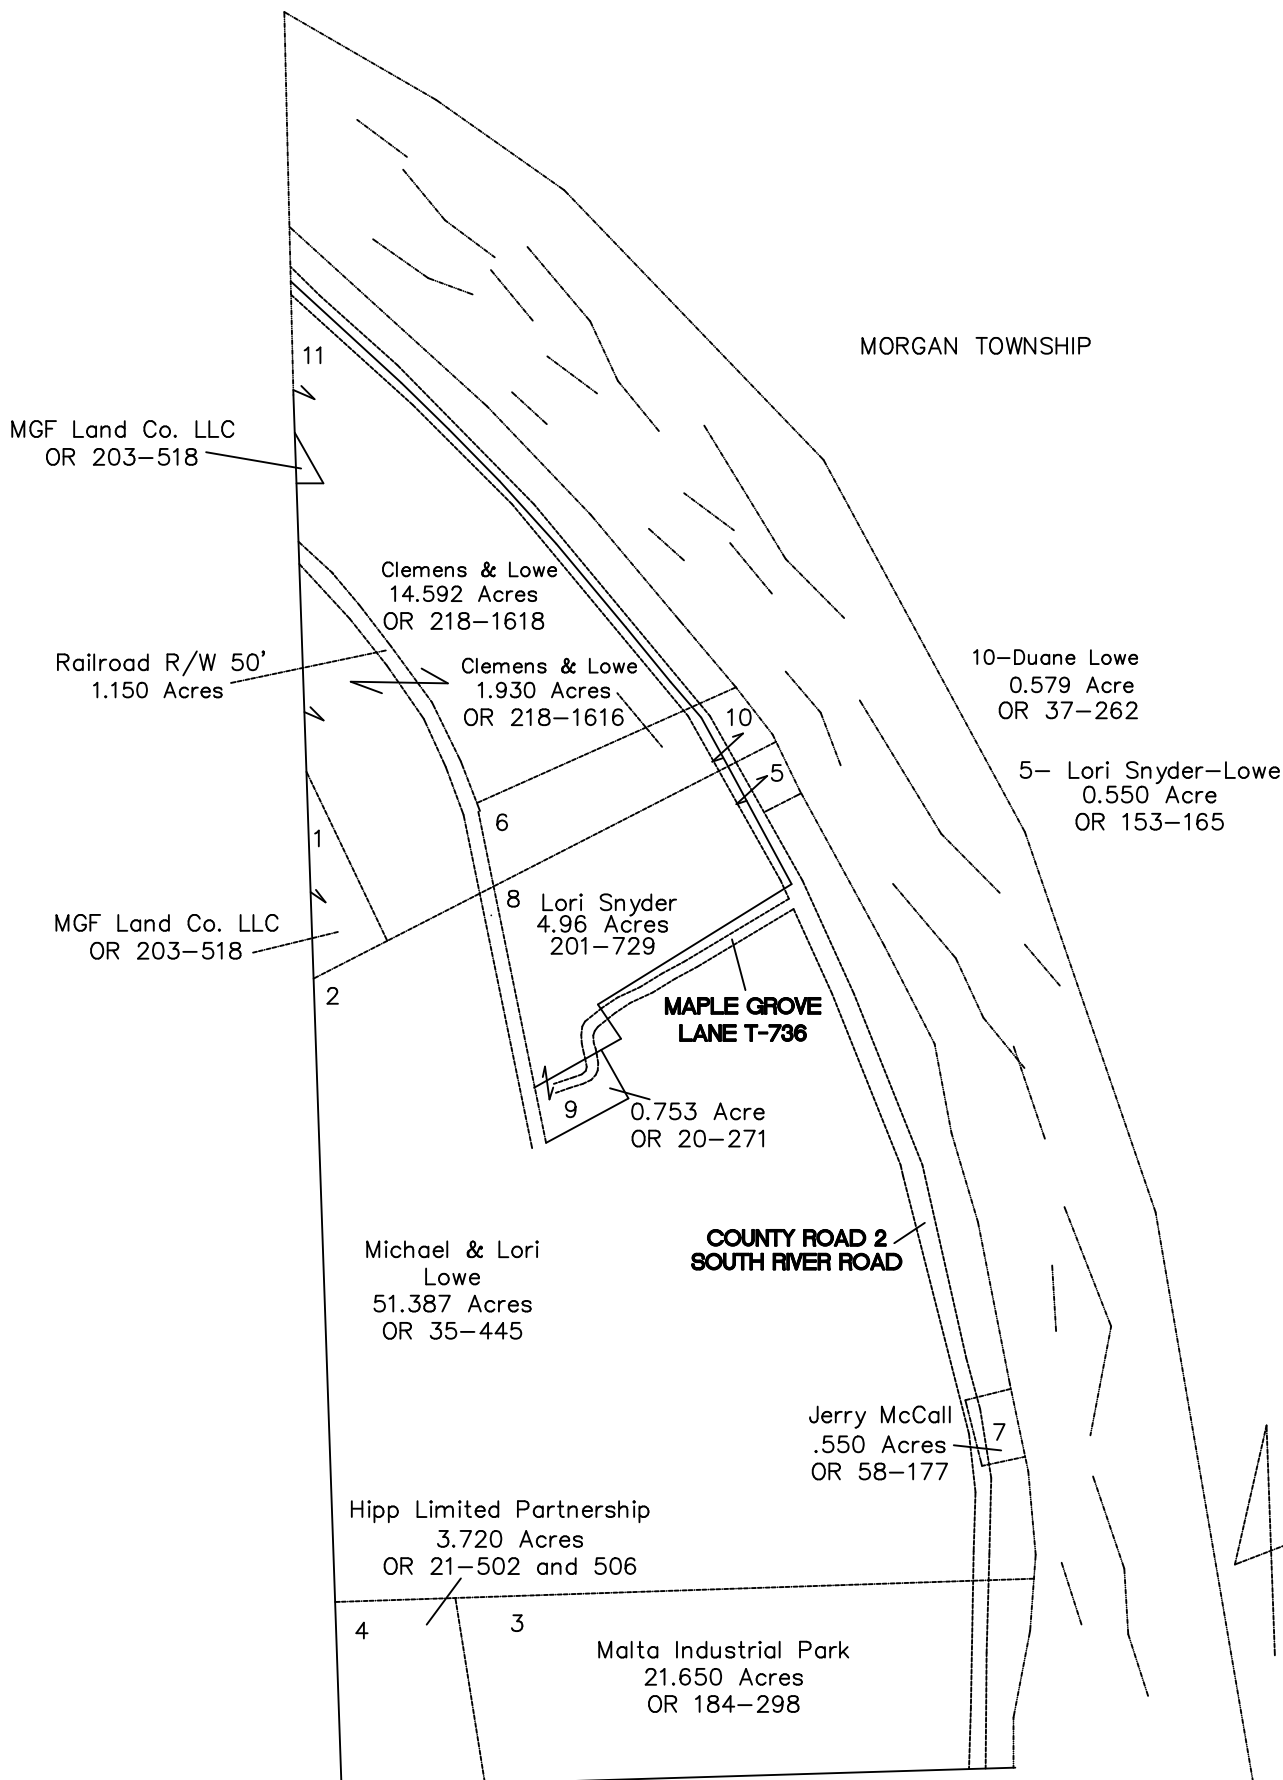 MORGAN TOWNSHIP
11
MGF Land Co. LLC
OR 203-518
Clemens & Lowe
14.592 Acres
OR 218-1618
Railroad R/W 50'
1.150 Acres
Clemens & Lowe
1.930 Acres
OR 218-1616
10-Duane Lowe
0.579 Acre
OR 37-262
10
5- Lori Snyder-Lowe
0.550 Acre
OR 153-165
5
6
1
8
Lori Snyder
4.96 Acres
201-729
MGF Land Co. LLC
OR 203-518
2
MAPLE GROVE
LANE T-736
9
0.753 Acre
OR 20-271
COUNTY ROAD 2
SOUTH RIVER ROAD
Michael & Lori
Lowe
51.387 Acres
OR 35-445
Jerry McCall
.550 Acres
OR 58-177
7
Hipp Limited Partnership
3.720 Acres
OR 21-502 and 506
4
3
Malta Industrial Park
21.650 Acres
OR 184-298